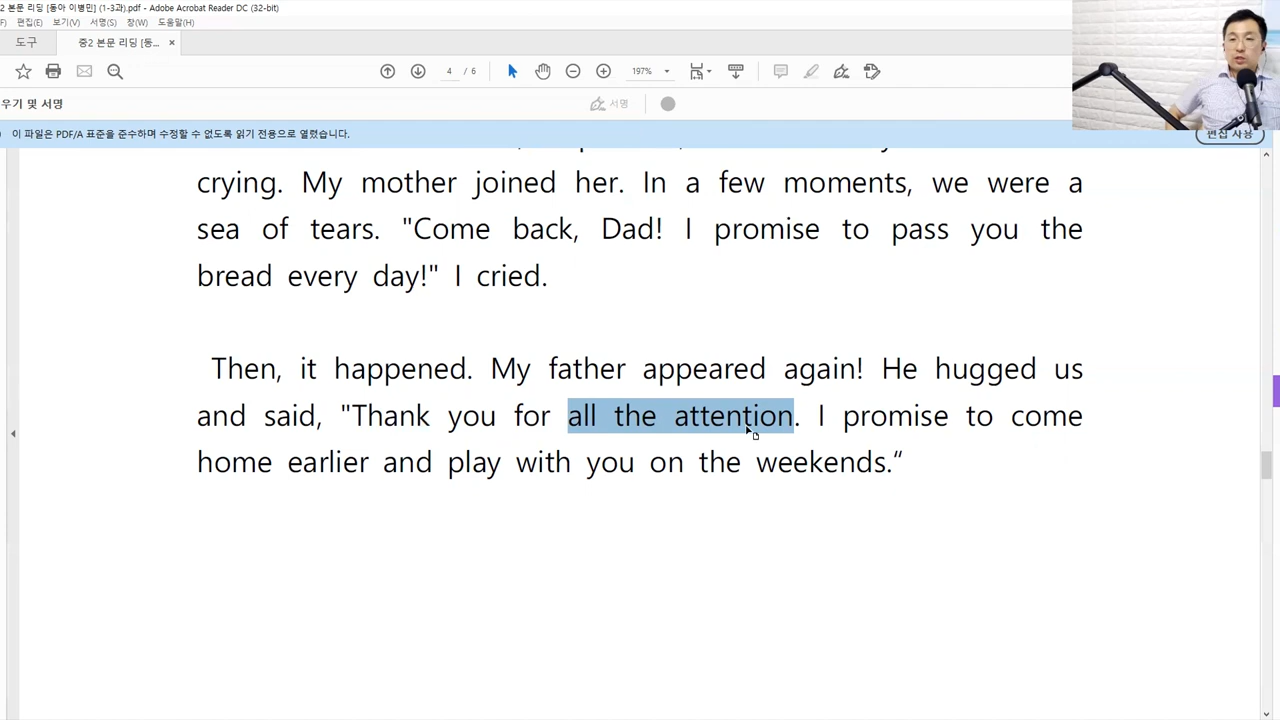 2 본문 리딩 [동아 이병민] (1-3과).pdf - Adobe Acrobat Reader DC (32-bit)
F) 편집(E) 보기(V) 서명(S) 창(W) 도움말(H)
도구 중2 본문 리딩 [동... ×
4 / 6 197%
우기 및 서명 서명
이 파일은 PDF/A 표준을 준수하며 수정할 수 없도록 읽기 전용으로 열렸습니다. 편집 사용
crying. My mother joined her. In a few moments, we were a
sea of tears. "Come back, Dad! I promise to pass you the
bread every day!" I cried.
Then, it happened. My father appeared again! He hugged us
and said, "Thank you for all the attention. I promise to come
home earlier and play with you on the weekends.“